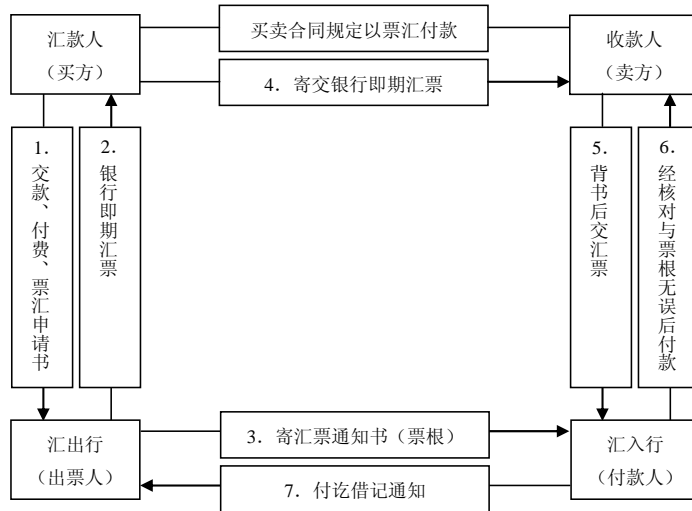 汇款人
（买方）
买卖合同规定以票汇付款
收款人
（卖方）
4．寄交银行即期汇票
1．交款、付费、票汇申请书
2．银行即期汇票
5．背书后交汇票
6．经核对与票根无误后付款
汇出行
（出票人）
3．寄汇票通知书（票根）
汇入行
（付款人）
7．付讫借记通知